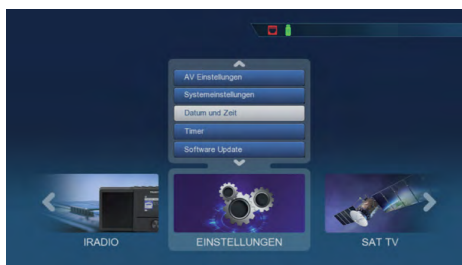 AV Einstellungen
Systemeinstellungen
Datum und Zeit
Timer
Software Update
IRADIO
EINSTELLUNGEN
SAT TV